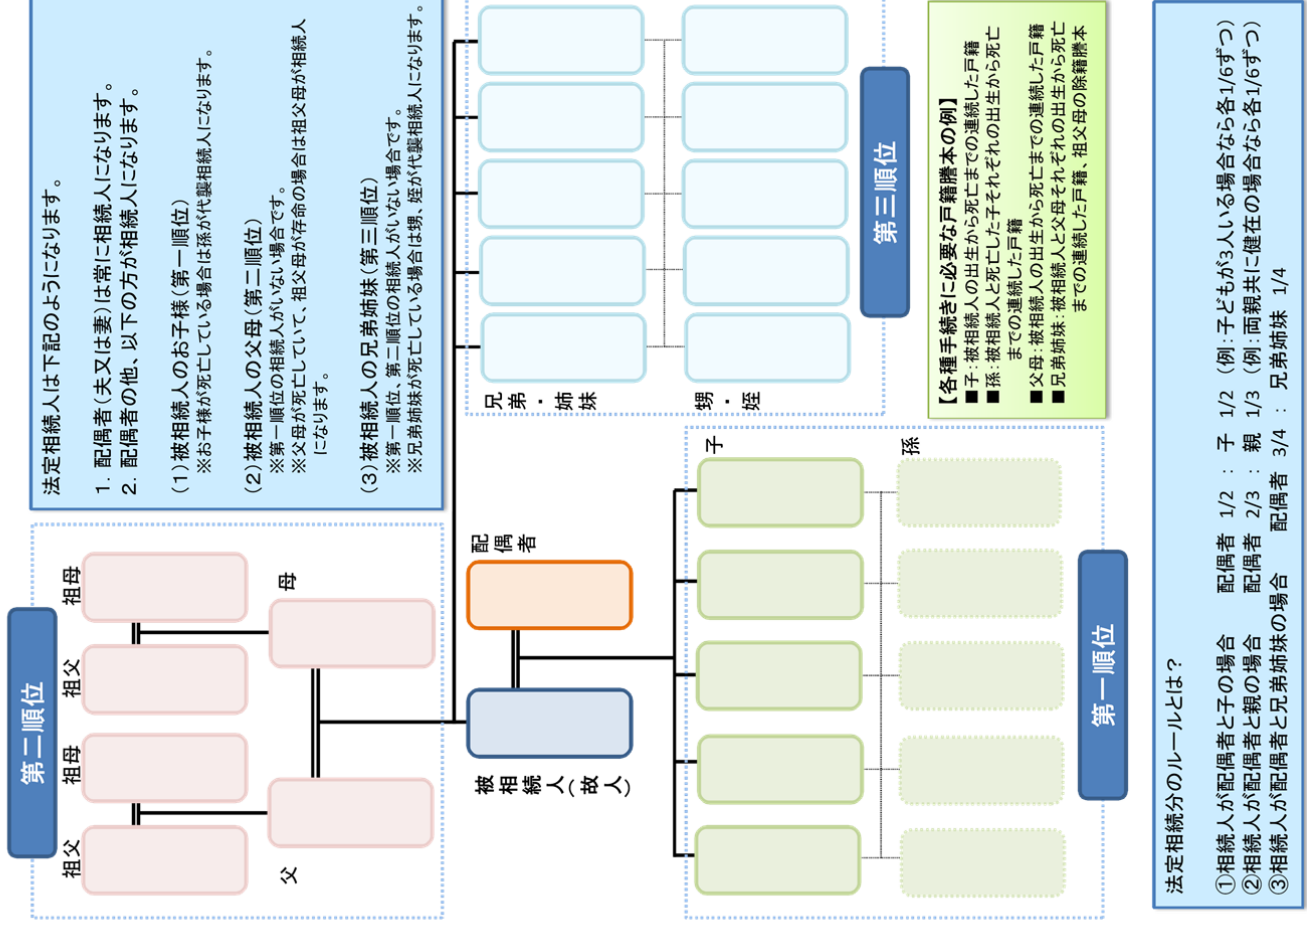 第二順位
祖父
祖母
祖父
祖母
父
母
法定相続人は下記のようになります。
1. 配偶者(夫又は妻)は常に相続人になります。
2. 配偶者の他、以下の方が相続人になります。
(1)被相続人のお子様(第一順位)
※お子様が死亡している場合は孫が代襲相続人になります。
(2)被相続人の父母(第二順位)
※第一順位の相続人がいない場合です。
※父母が死亡していて、祖父母が存命の場合は祖父母が相続人
になります。
(3)被相続人の兄弟姉妹(第三順位)
※第一順位、第二順位の相続人がいない場合です。
※兄弟姉妹が死亡している場合は甥、姪が代襲相続人になります。
被相続人(故人)
配偶者
兄弟・姉妹
甥・姪
第三順位
子
孫
第一順位
【各種手続きに必要な戸籍謄本の例】
■子:被相続人の出生から死亡までの連続した戸籍
■孫:被相続人と死亡した子それぞれの出生から死亡
までの連続した戸籍
■父母:被相続人の出生から死亡までの連続した戸籍
■兄弟姉妹:被相続人と父母それぞれの出生から死亡
までの連続した戸籍、祖父母の除籍謄本
法定相続分のルールとは?
①相続人が配偶者と子の場合 配偶者 1/2 : 子 1/2 (例:子どもが3人いる場合なら各1/6ずつ)
②相続人が配偶者と親の場合 配偶者 2/3 : 親 1/3 (例:両親共に健在の場合なら各1/6ずつ)
③相続人が配偶者と兄弟姉妹の場合 配偶者 3/4 : 兄弟姉妹 1/4